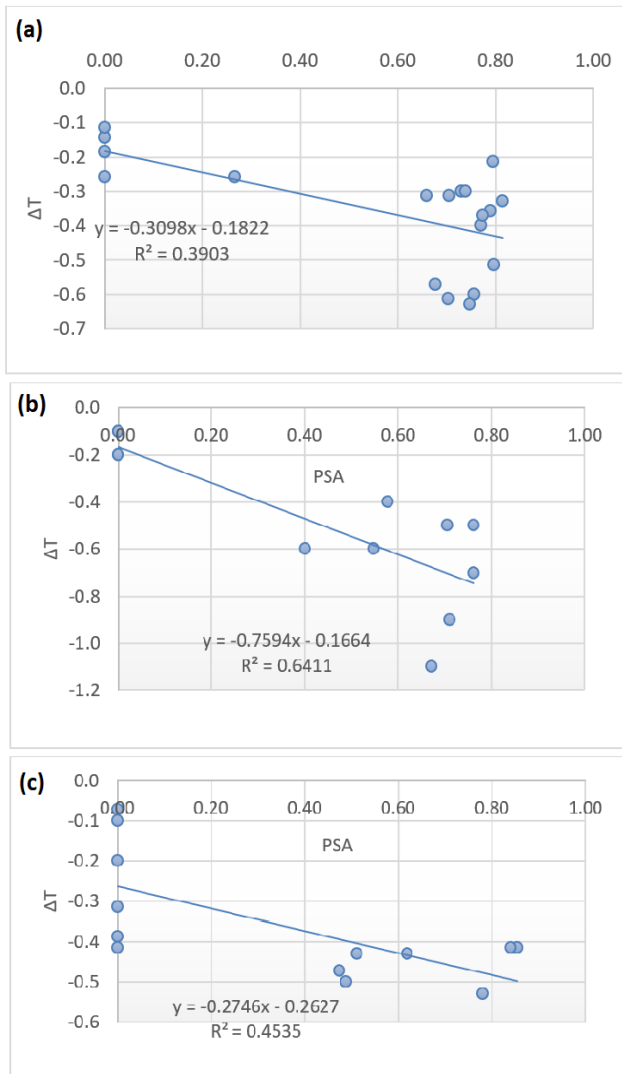 (a)
0.00 0.20 0.40 0.60 0.80 1.00
0.0
-0.1
-0.2
-0.3
-0.4
-0.5
-0.6
-0.7
ΔT
y = -0.3098x - 0.1822
R² = 0.3903
(b)
0.0
0.00 0.20 0.40 0.60 0.80 1.00
-0.2
PSA
-0.4
-0.6
-0.8
-1.0
-1.2
ΔT
y = -0.7594x - 0.1664
R² = 0.6411
(c)
0.0
0.00 0.20 0.40 0.60 0.80 1.00
-0.1
PSA
-0.2
-0.3
-0.4
-0.5
-0.6
ΔT
y = -0.2746x - 0.2627
R² = 0.4535